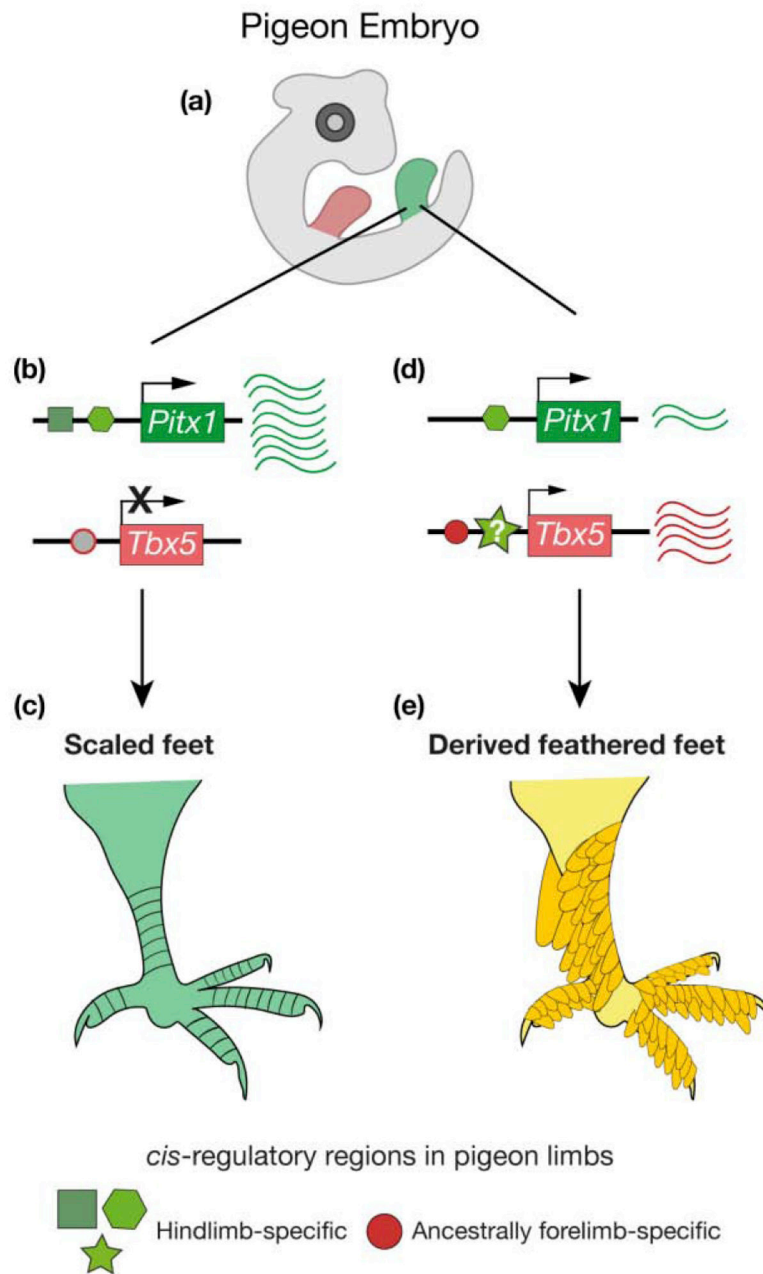 Pigeon Embryo
(a)
(b)
Pitx1
X
Tbx5
(d)
Pitx1
?
Tbx5
(c)
Scaled feet
(e)
Derived feathered feet
cis-regulatory regions in pigeon limbs
Hindlimb-specific
Ancestrally forelimb-specific